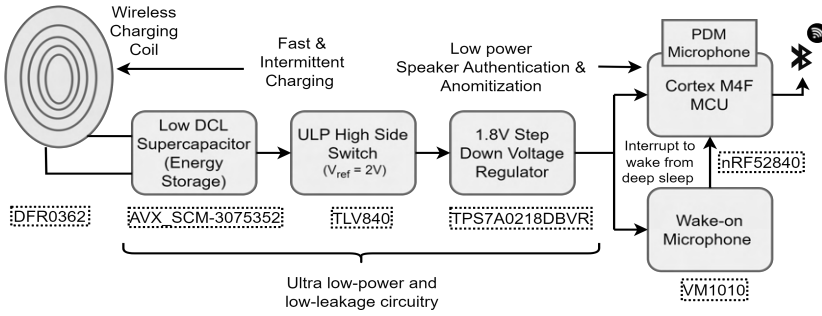 Wireless
Charging
Coil
Fast &
Intermittent
Charging
Low power
Speaker Authentication &
Anomitization
PDM
Microphone
Cortex M4F
MCU
Low DCL
Supercapacitor
(Energy
Storage)
ULP High Side
Switch
(Vref = 2V)
1.8V Step
Down Voltage
Regulator
Interrupt to
wake from
deep sleep
nRF52840
DFR0362
AVX_SCM-3075352
TLV840
TPS7A0218DBVR
Wake-on
Microphone
VM1010
Ultra low-power and
low-leakage circuitry